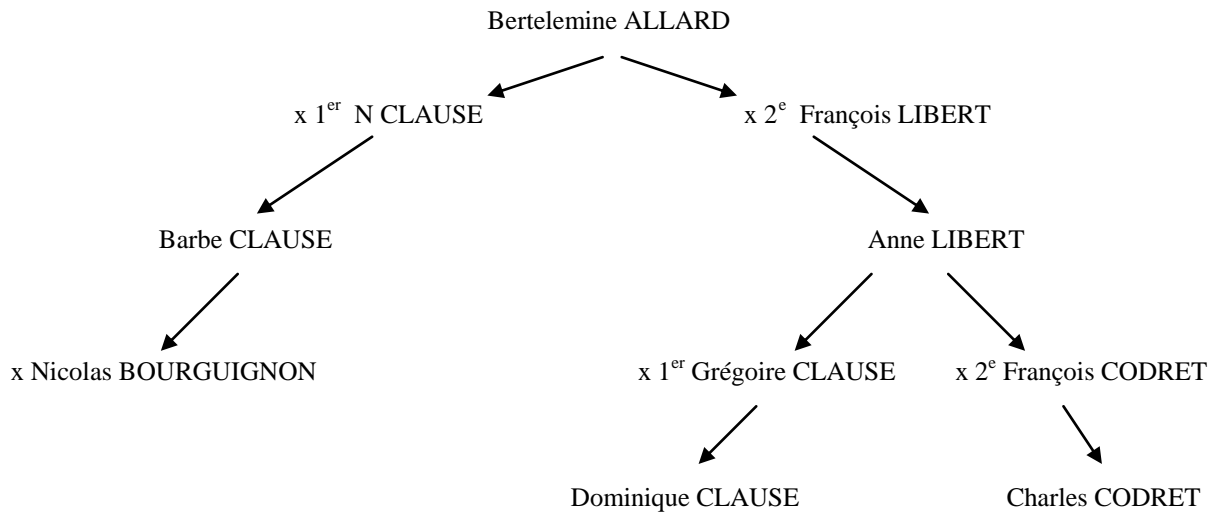 Bertelemine ALLARD
x 1er N CLAUSE
x 2e François LIBERT
Barbe CLAUSE
Anne LIBERT
x Nicolas BOURGUIGNON
x 1er Grégoire CLAUSE
x 2e François CODRET
Dominique CLAUSE
Charles CODRET